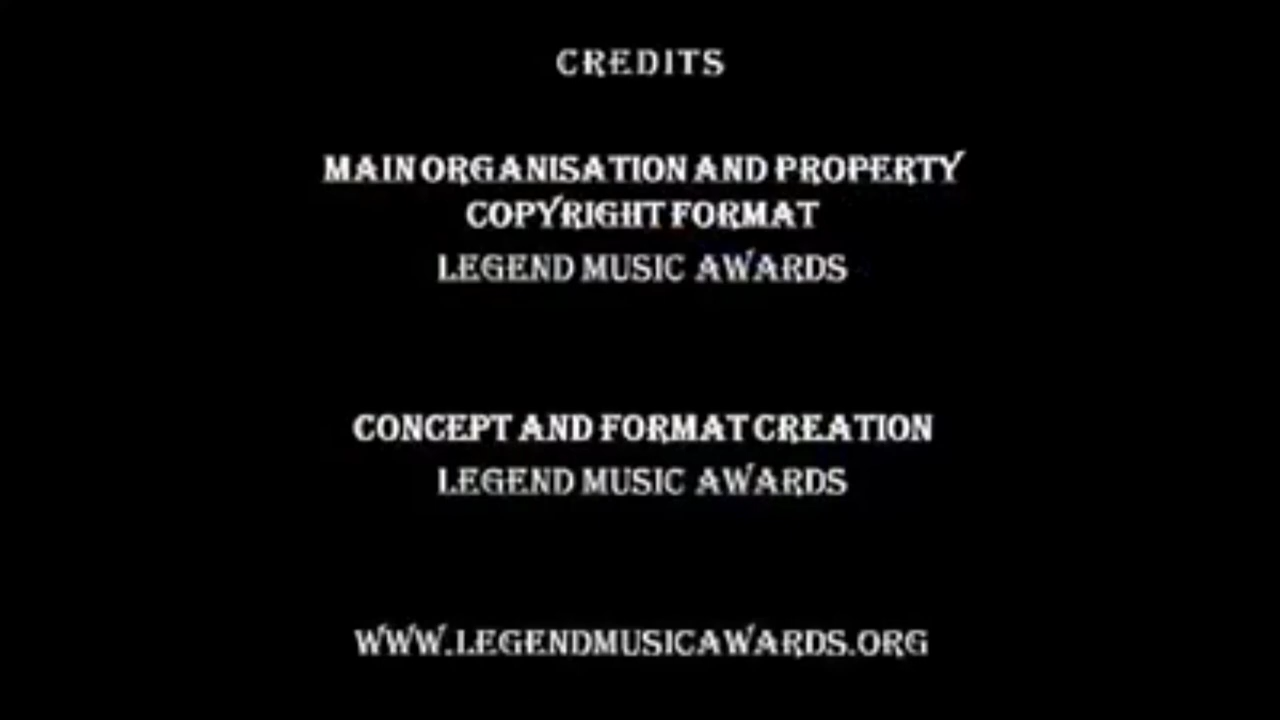 CREDITS
MAIN ORGANISATION AND PROPERTY
COPYRIGHT FORMAT
LEGEND MUSIC AWARDS
CONCEPT AND FORMAT CREATION
LEGEND MUSIC AWARDS
WWW.LEGENDMUSICAWARDS.ORG